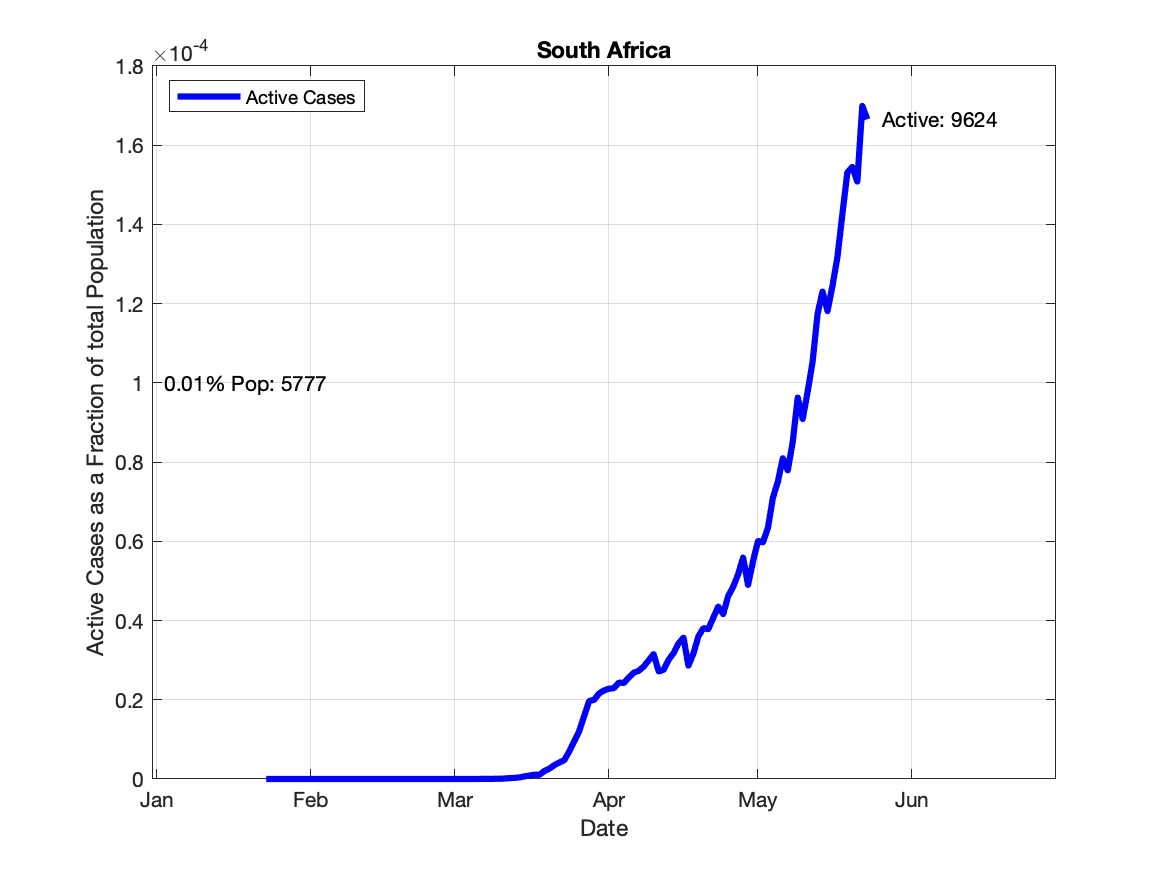 South Africa
×10-4
1.8
1.6
1.4
1.2
1
0.8
0.6
0.4
0.2
0
Active Cases as a Fraction of total Population
Active Cases
Active: 9624
0.01% Pop: 5777
Jan Feb Mar Apr May Jun
Date